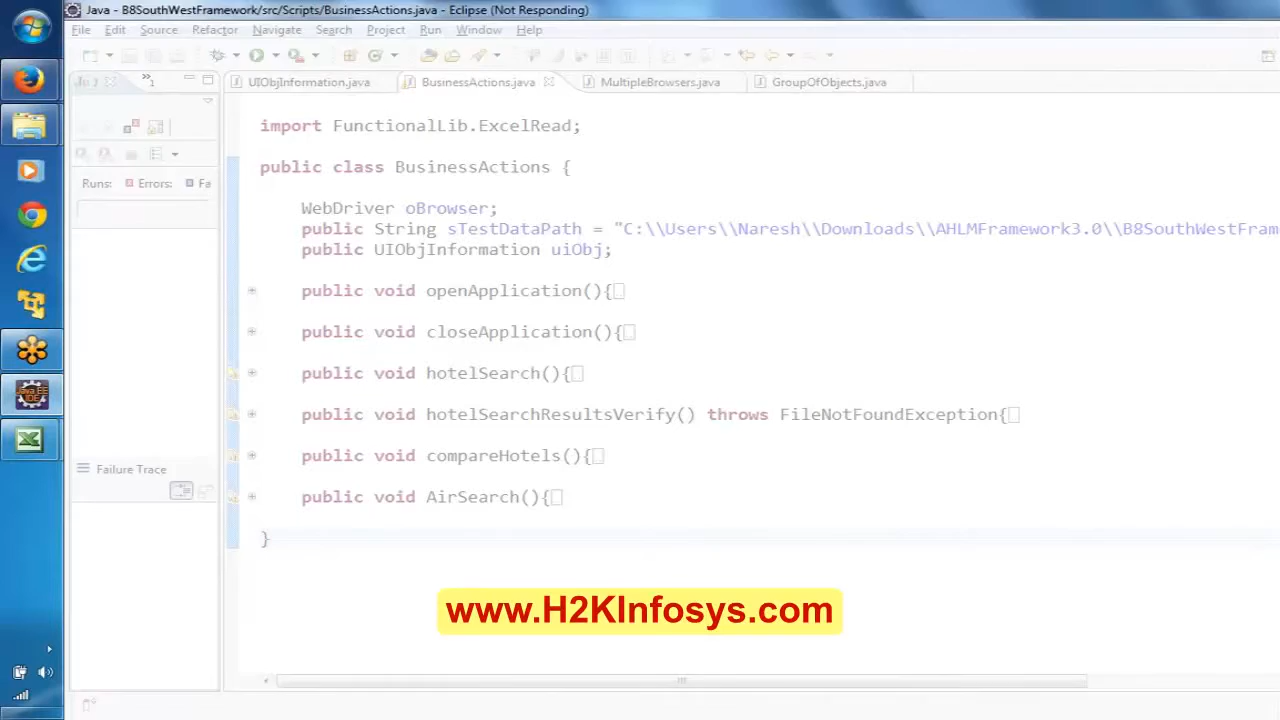 Java - B8SouthWestFramework/src/Scripts/BusinessActions.java - Eclipse (Not Responding)
File Edit Source Refactor Navigate Search Project Run Window Help
UIObjInformation.java BusinessActions.java MultipleBrowsers.java GroupOfObjects.java
import FunctionalLib.ExcelRead;
public class BusinessActions {
Runs: Errors: Fa
WebDriver oBrowser;
public String sTestDataPath = "C:\\Users\\Naresh\\Downloads\\AHLMFramework3.0\\B8SouthWestFram
public UIObjInformation uiObj;
public void openApplication(){
public void closeApplication(){
public void hotelSearch(){
public void hotelSearchResultsVerify() throws FileNotFoundException{
public void compareHotels(){
Failure Trace
public void AirSearch(){
}
www.H2KInfosys.com